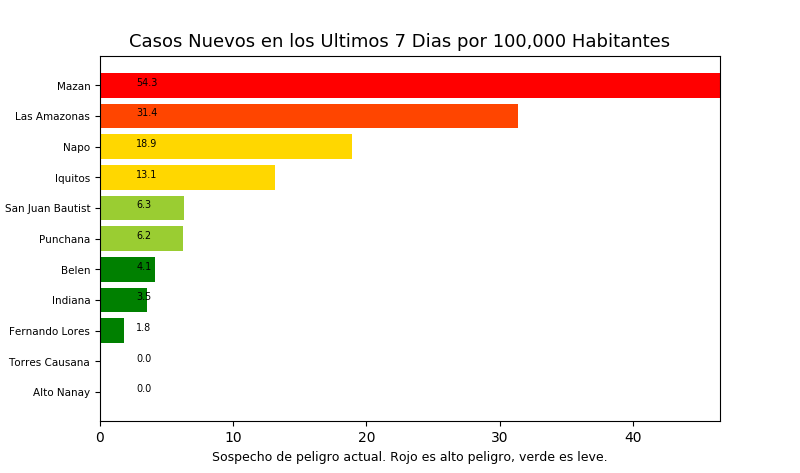 Casos Nuevos en los Ultimos 7 Dias por 100,000 Habitantes
Mazan 54.3
Las Amazonas 31.4
Napo 18.9
Iquitos 13.1
San Juan Bautist 6.3
Punchana 6.2
Belen 4.1
Indiana 3.5
Fernando Lores 1.8
Torres Causana 0.0
Alto Nanay 0.0
0 10 20 30 40
Sospecho de peligro actual. Rojo es alto peligro, verde es leve.